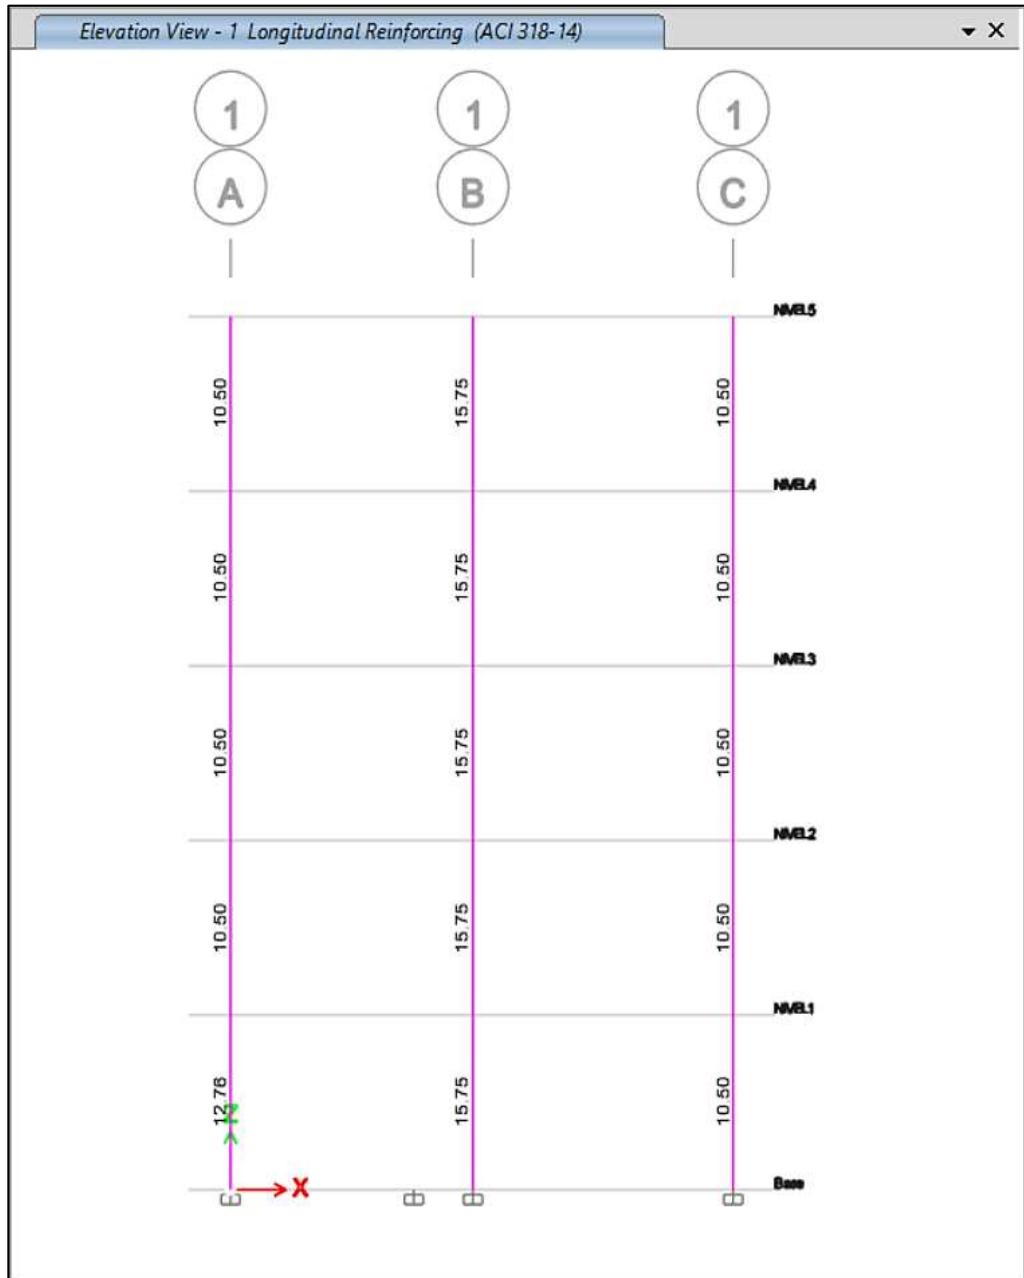 Elevation View - 1 Longitudinal Reinforcing (ACI 318-14)
1 1 1
A B C
NIVEL5
10.50 15.75 10.50
NIVEL4
10.50 15.75 10.50
NIVEL3
10.50 15.75 10.50
NIVEL2
10.50 15.75 10.50
NIVEL1
12.76 15.75 10.50
Z
X
Base